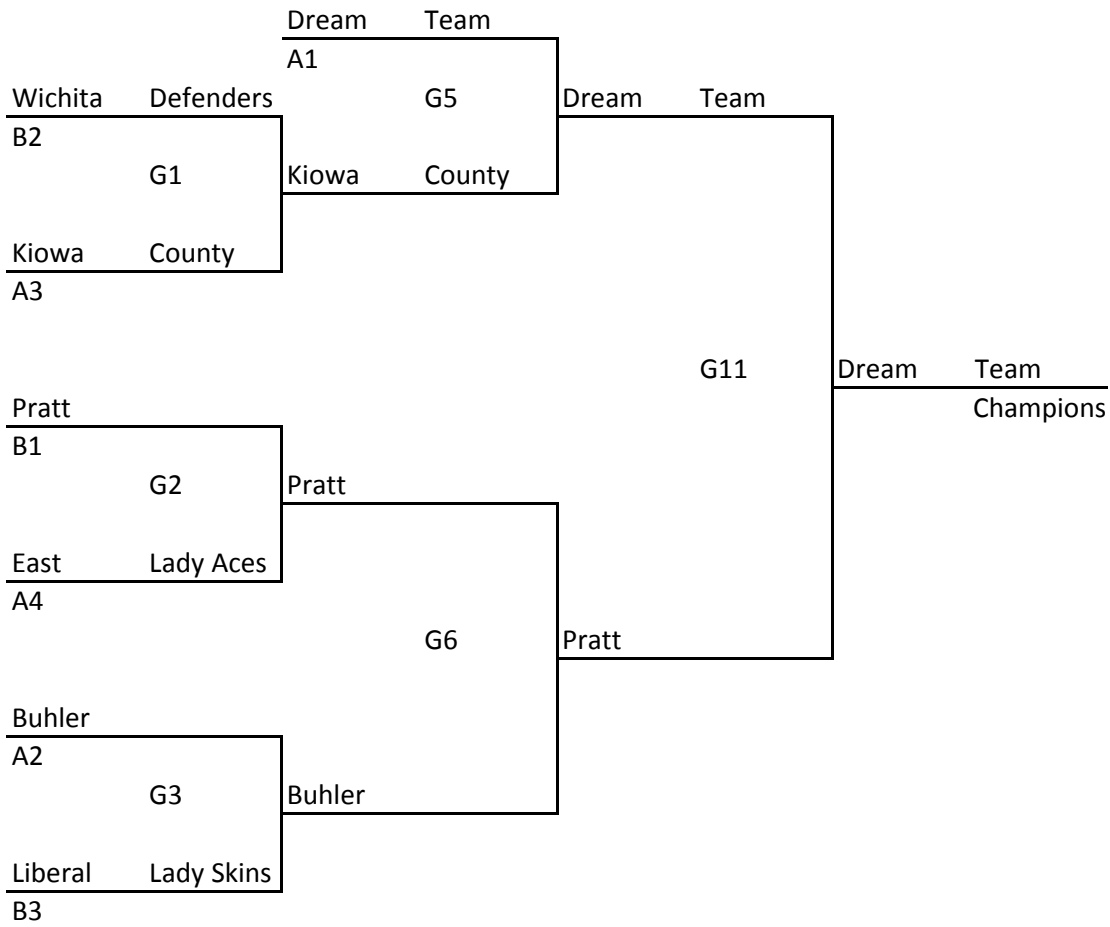 Dream Team
A1
Wichita Defenders G5 Dream Team
B2
G1 Kiowa County
Kiowa County
A3
G11 Dream Team
Pratt Champions
B1
G2 Pratt
East Lady Aces
A4
G6 Pratt
Buhler
A2
G3 Buhler
Liberal Lady Skins
B3